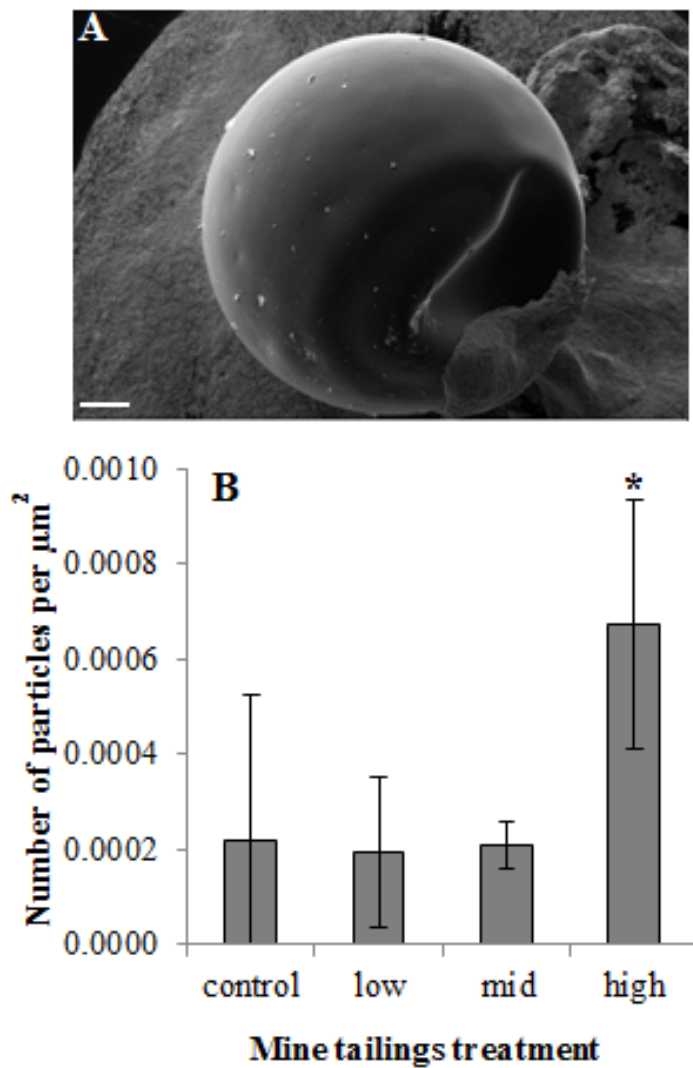 A
B
Number of particles per µm²
0.0010
0.0008
0.0006
0.0004
0.0002
0.0000
*
control low mid high
Mine tailings treatment